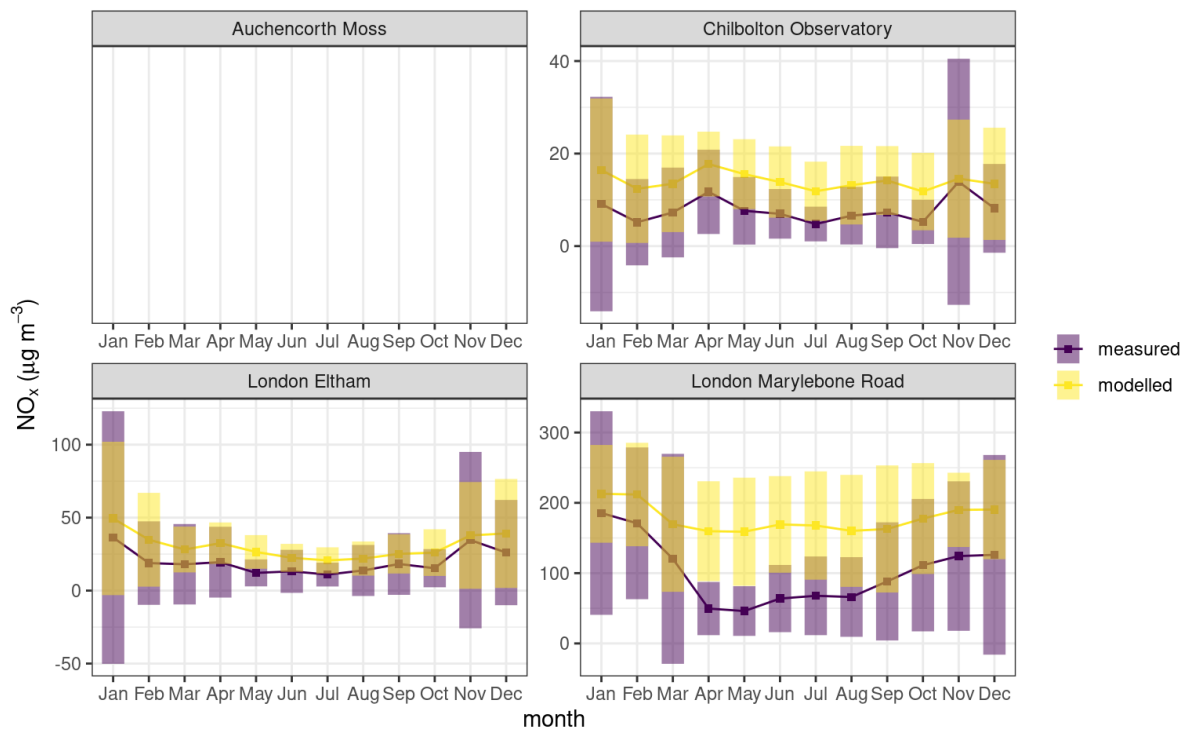 Auchencorth Moss
Chilbolton Observatory
40
20
0
Jan Feb Mar Apr May Jun Jul Aug Sep Oct Nov Dec
Jan Feb Mar Apr May Jun Jul Aug Sep Oct Nov Dec
London Eltham
London Marylebone Road
100
50
0
-50
300
200
100
0
Jan Feb Mar Apr May Jun Jul Aug Sep Oct Nov Dec
Jan Feb Mar Apr May Jun Jul Aug Sep Oct Nov Dec
month
NOₓ (µg m⁻³)
measured
modelled